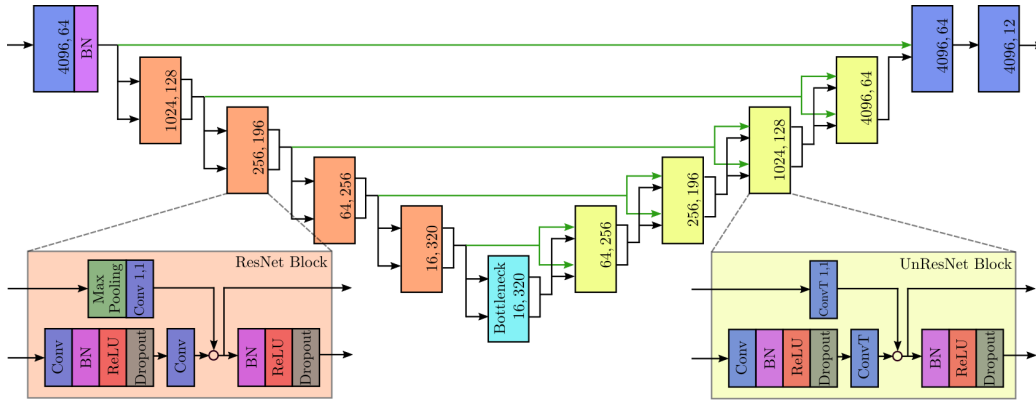 4096, 64
BN
1024, 128
256, 196
64, 256
16, 320
Bottleneck
16, 320
64, 256
256, 196
1024, 128
4096, 64
4096, 64
4096, 12
ResNet Block
Max
Pooling
Conv 1,1
Conv
BN
ReLU
Dropout
Conv
BN
ReLU
Dropout
UnResNet Block
ConvT 1,1
Conv
BN
ReLU
Dropout
ConvT
BN
ReLU
Dropout